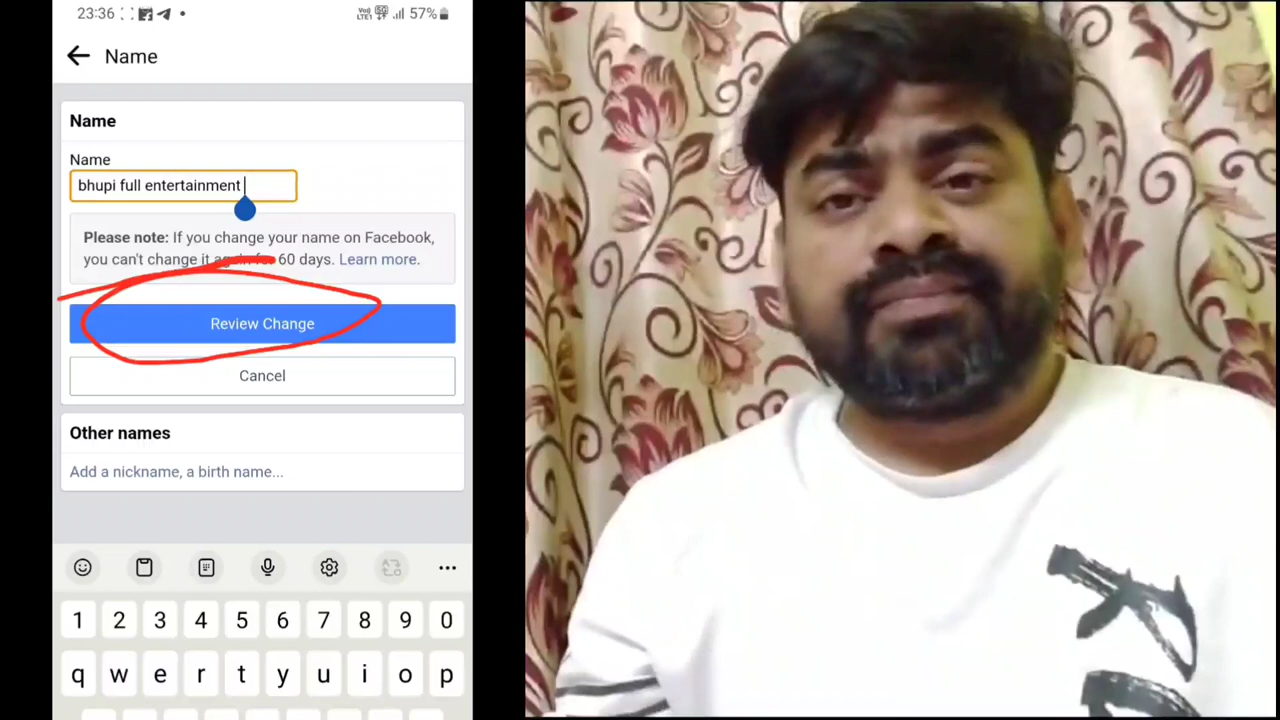 23:36 57%
Name
Name
Name
bhupi full entertainment
Please note: If you change your name on Facebook,
you can't change it again for 60 days. Learn more.
Review Change
Cancel
Other names
Add a nickname, a birth name...
1 2 3 4 5 6 7 8 9 0
q w e r t y u i o p